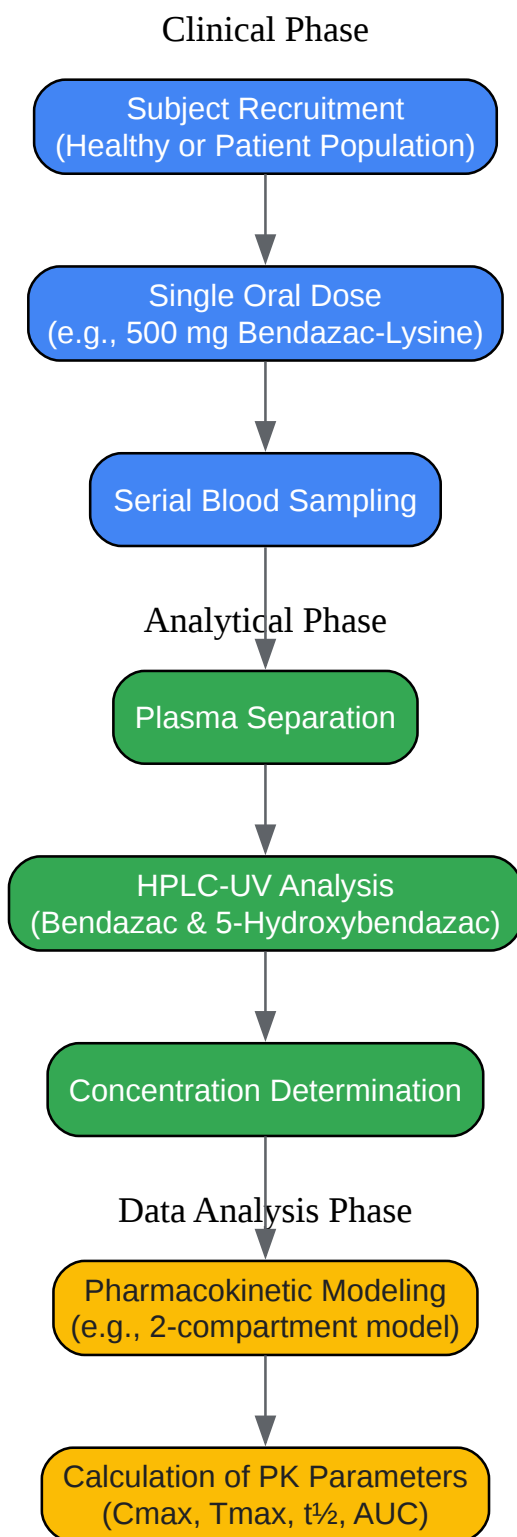 Clinical Phase
Subject Recruitment
(Healthy or Patient Population)
Single Oral Dose
(e.g., 500 mg Bendazac-Lysine)
Serial Blood Sampling
Analytical Phase
Plasma Separation
HPLC-UV Analysis
(Bendazac & 5-Hydroxybendazac)
Concentration Determination
Data Analysis Phase
Pharmacokinetic Modeling
(e.g., 2-compartment model)
Calculation of PK Parameters
(Cmax, Tmax, t½, AUC)